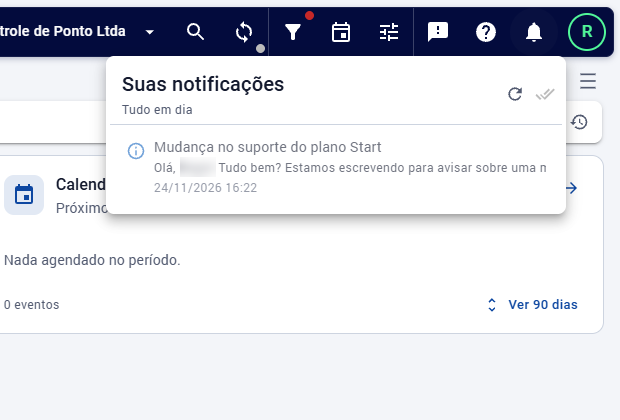 trole de Ponto Ltda
R
Suas notificações
Tudo em dia
Mudança no suporte do plano Start
Olá, Tudo bem? Estamos escrevendo para avisar sobre uma n
24/11/2026 16:22
Calend
Próximo
Nada agendado no período.
0 eventos
Ver 90 dias